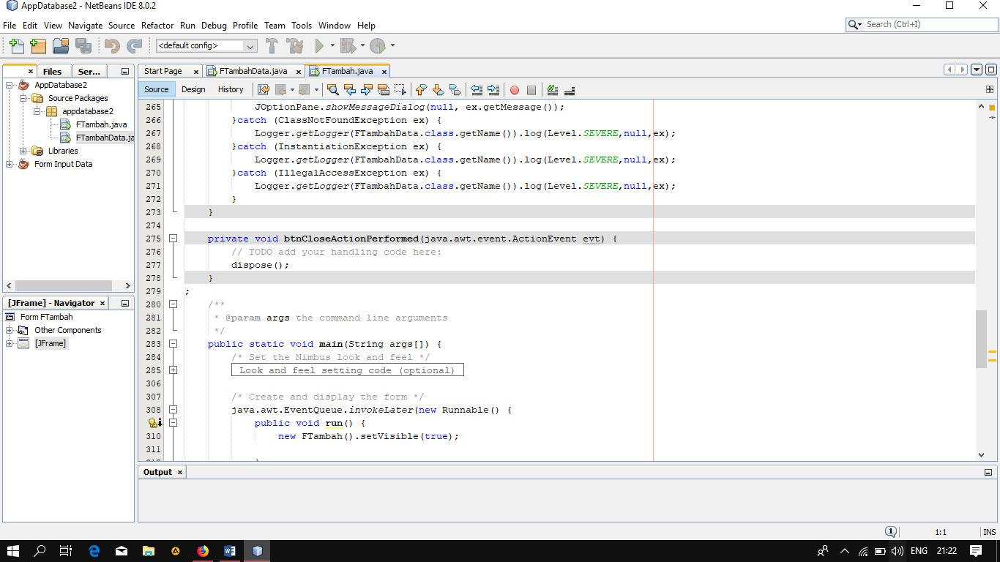 AppDatabase2 - NetBeans IDE 8.0.2
File Edit View Navigate Source Refactor Run Debug Profile Team Tools Window Help
Search (Ctrl+I)
<default config>
Files Ser...
AppDatabase2
Source Packages
appdatabase2
FTambah.java
FTambahData.ja
Libraries
Form Input Data
[JFrame] - Navigator
Form FTambah
Other Components
[JFrame]
Start Page FTambahData.java FTambah.java
Source Design History
265 JOptionPane.showMessageDialog(null, ex.getMessage());
266 }catch (ClassNotFoundException ex) {
267 Logger.getLogger(FTambahData.class.getName()).log(Level.SEVERE,null,ex);
268 }catch (InstantiationException ex) {
269 Logger.getLogger(FTambahData.class.getName()).log(Level.SEVERE,null,ex);
270 }catch (IllegalAccessException ex) {
271 Logger.getLogger(FTambahData.class.getName()).log(Level.SEVERE,null,ex);
272 }
273 }
274
275 private void btnCloseActionPerformed(java.awt.event.ActionEvent evt) {
276 // TODO add your handling code here:
277 dispose();
278 }
279 ;
280 /**
281 * @param args the command line arguments
282 */
283 public static void main(String args[]) {
284 /* Set the Nimbus look and feel */
285 Look and feel setting code (optional)
306
307 /* Create and display the form */
308 java.awt.EventQueue.invokeLater(new Runnable() {
public void run() {
310 new FTambah().setVisible(true);
311
Output
1 1:1 INS
ENG 21:22